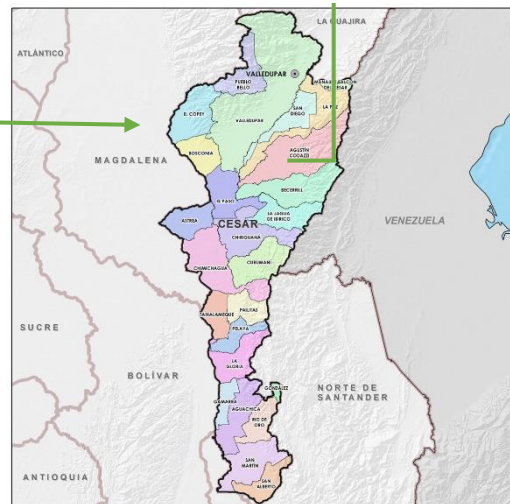 LA GUAJIRA
ATLÁNTICO
VALLEDUPAR
PUEBLO
BELLO
LA PAZ
SAN
DIEGO
EL COPEY
VALLEDUPAR
BOSCONIA
AGUSTÍN
CODAZZI
MAGDALENA
BECERRIL
EL PASO
LA JAGUA
DE IBIRICO
ASTREA
CESAR
CHIRIGUANÁ
VENEZUELA
CHIMICHAGUA
CURUMANÍ
TAMALAMEQUE
PAILITAS
PELAYA
SUCRE
LA
GLORIA
BOLÍVAR
GONZÁLEZ
NORTE DE
SANTANDER
GAMARRA
AGUACHICA
RÍO DE
ORO
SAN
MARTÍN
ANTIOQUIA
SAN
ALBERTO